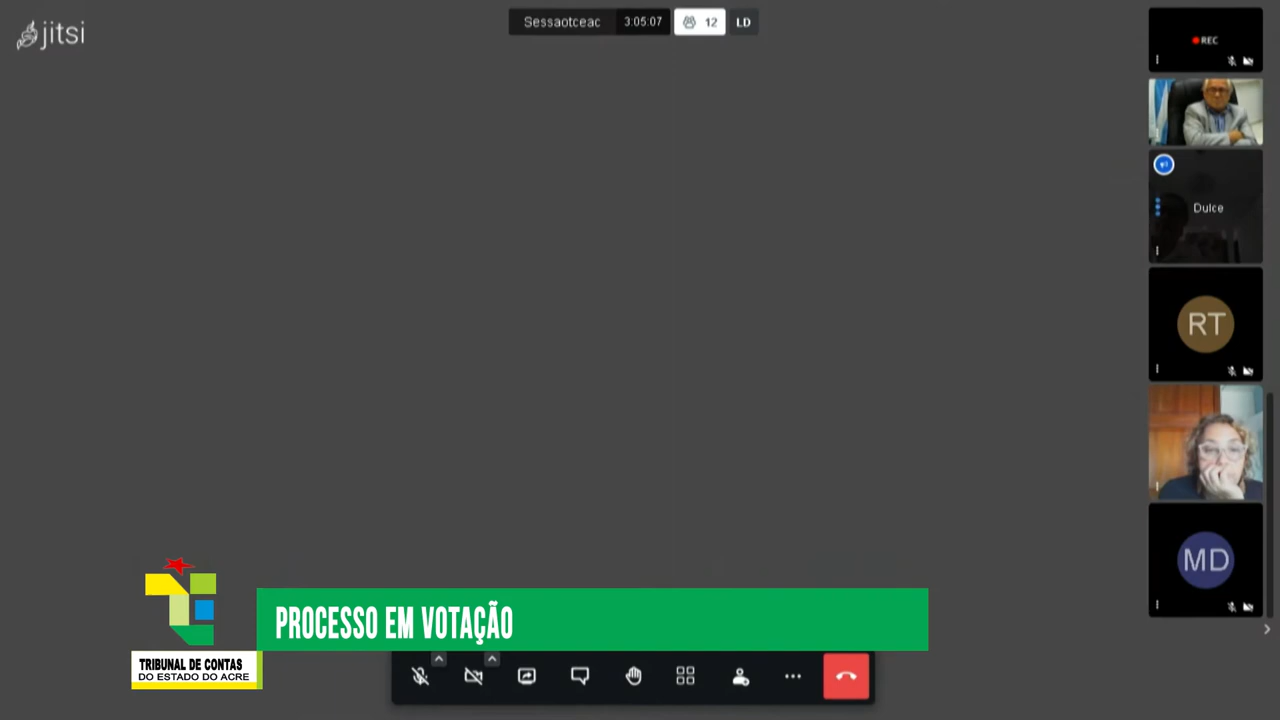 jitsi
Sessaotceac 3:05:07 12 LD
REC
Dulce
RT
MD
PROCESSO EM VOTAÇÃO
TRIBUNAL DE CONTAS
DO ESTADO DO ACRE